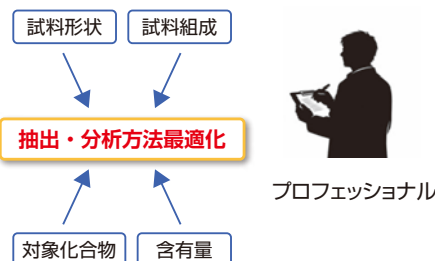 試料形状
試料組成
抽出・分析方法最適化
プロフェッショナル
対象化合物
含有量